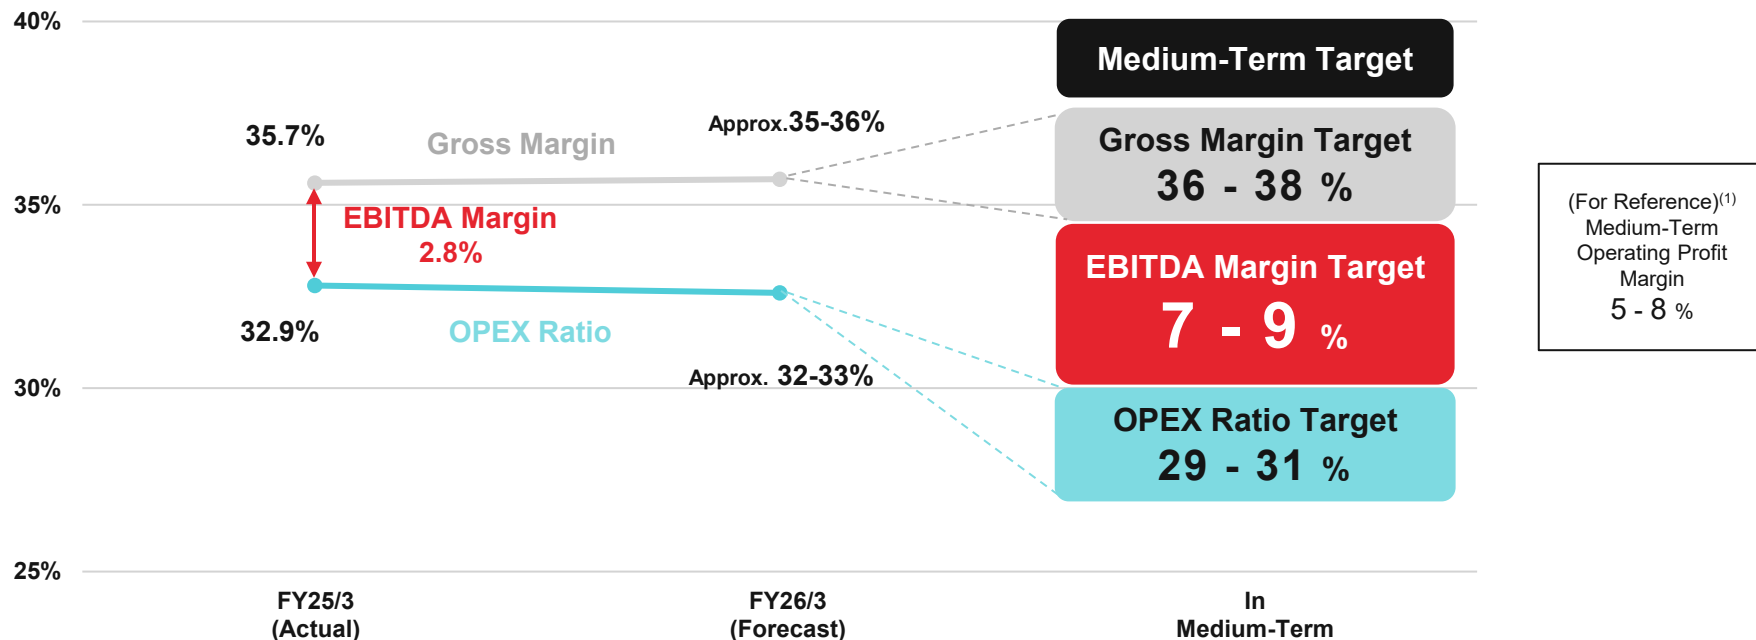 40%
35%
30%
25%
35.7%
Gross Margin
Approx.35-36%
EBITDA Margin
2.8%
32.9%
OPEX Ratio
Approx. 32-33%
Medium-Term Target
Gross Margin Target
36 - 38 %
EBITDA Margin Target
7 - 9 %
OPEX Ratio Target
29 - 31 %
(For Reference)(1)
Medium-Term
Operating Profit
Margin
5 - 8 %
FY25/3
(Actual)
FY26/3
(Forecast)
In
Medium-Term